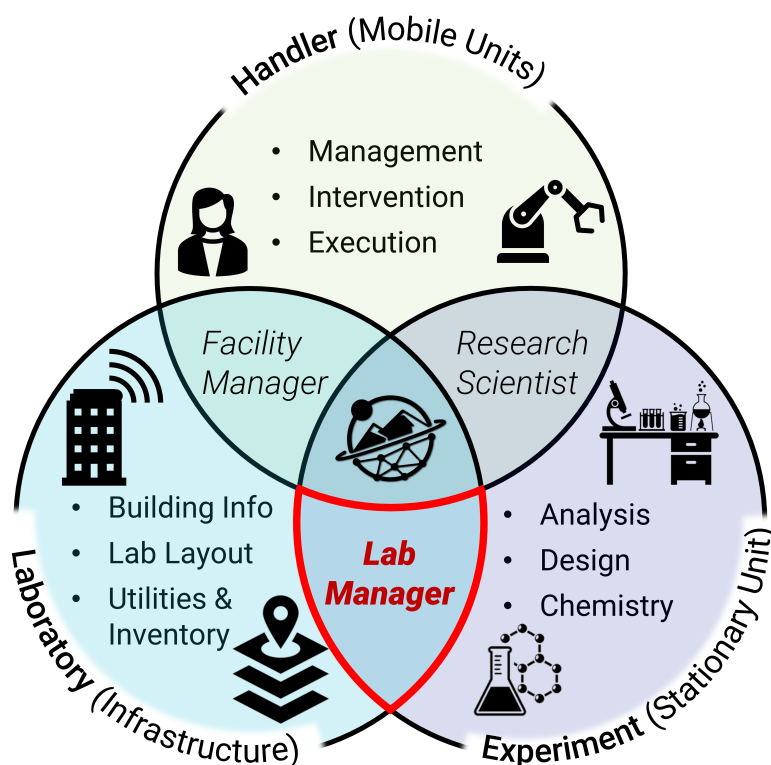 Handler (Mobile Units)
• Management
• Intervention
• Execution
Facility
Manager
Research
Scientist
• Building Info
• Lab Layout
• Utilities &
Inventory
Lab
Manager
• Analysis
• Design
• Chemistry
Laboratory (Infrastructure)
Experiment (Stationary Unit)